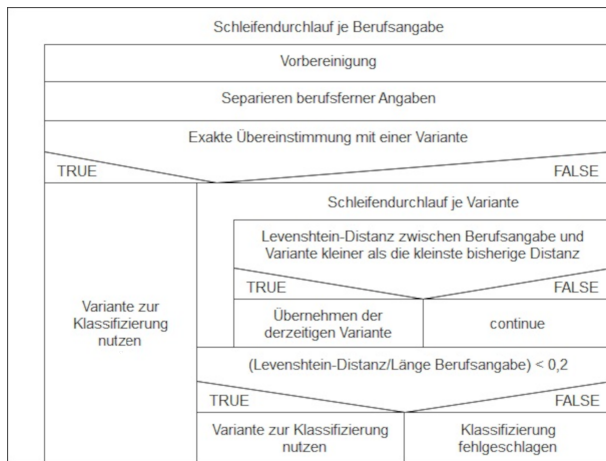 Schleifendurchlauf je Berufsangabe
Vorbereinigung
Separieren berufsferner Angaben
Exakte Übereinstimmung mit einer Variante
TRUE
FALSE
Schleifendurchlauf je Variante
Levenshtein-Distanz zwischen Berufsangabe und
Variante kleiner als die kleinste bisherige Distanz
TRUE
FALSE
Variante zur
Klassifizierung
nutzen
Übernehmen der
derzeitigen Variante
continue
(Levenshtein-Distanz/Länge Berufsangabe) < 0,2
TRUE
FALSE
Variante zur Klassifizierung
nutzen
Klassifizierung
fehlgeschlagen